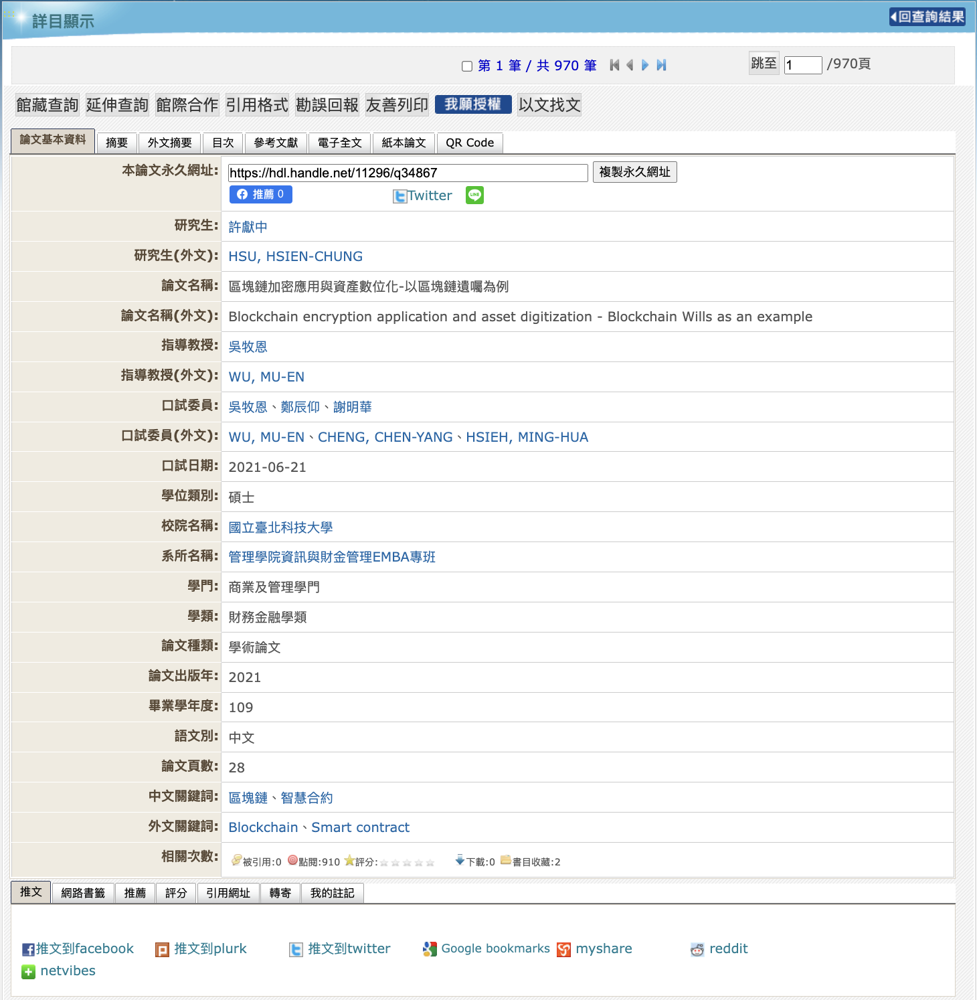 詳目顯示
回查詢結果
第 1 筆 / 共 970 筆
跳至 1 /970頁
館藏查詢 延伸查詢 館際合作 引用格式 勘誤回報 友善列印 我願授權 以文找文
論文基本資料 摘要 外文摘要 目次 參考文獻 電子全文 紙本論文 QR Code
本論文永久網址: https://hdl.handle.net/11296/q34867 複製永久網址
推薦 0 Twitter LINE
研究生: 許獻中
研究生(外文): HSU, HSIEN-CHUNG
論文名稱: 區塊鏈加密應用與資產數位化-以區塊鏈遺囑為例
論文名稱(外文): Blockchain encryption application and asset digitization - Blockchain Wills as an example
指導教授: 吳牧恩
指導教授(外文): WU, MU-EN
口試委員: 吳牧恩、鄭辰仰、謝明華
口試委員(外文): WU, MU-EN、CHENG, CHEN-YANG、HSIEH, MING-HUA
口試日期: 2021-06-21
學位類別: 碩士
校院名稱: 國立臺北科技大學
系所名稱: 管理學院資訊與財金管理EMBA專班
學門: 商業及管理學門
學類: 財務金融學類
論文種類: 學術論文
論文出版年: 2021
畢業學年度: 109
語文別: 中文
論文頁數: 28
中文關鍵詞: 區塊鏈、智慧合約
外文關鍵詞: Blockchain、Smart contract
相關次數: 被引用:0 點閱:910 評分: 下載:0 書目收藏:2
推文 網路書籤 推薦 評分 引用網址 轉寄 我的註記
推文到facebook 推文到plurk 推文到twitter Google bookmarks myshare reddit
netvibes